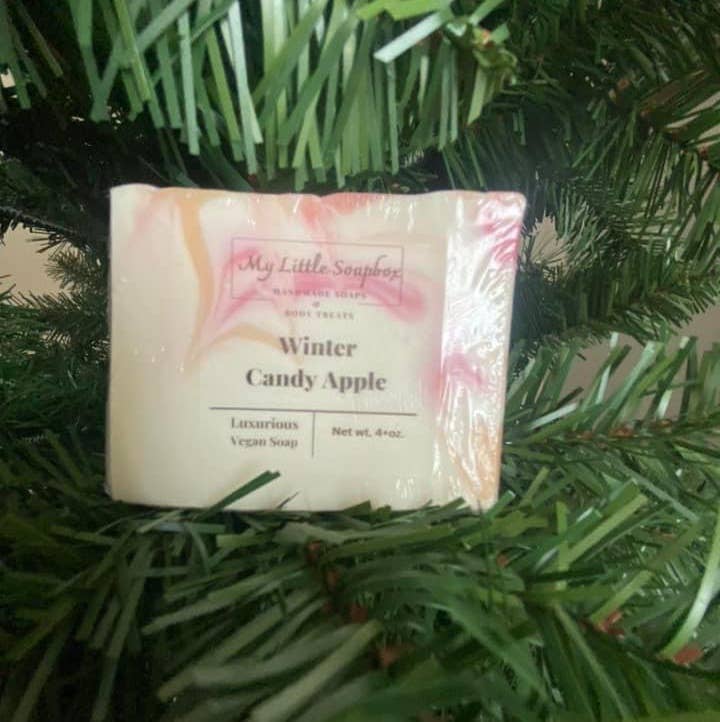 My Little Soapbox
HANDMADE SOAPS
&
BODY TREATS
Winter
Candy Apple
Luxurious
Vegan Soap
Net wt. 4+oz.